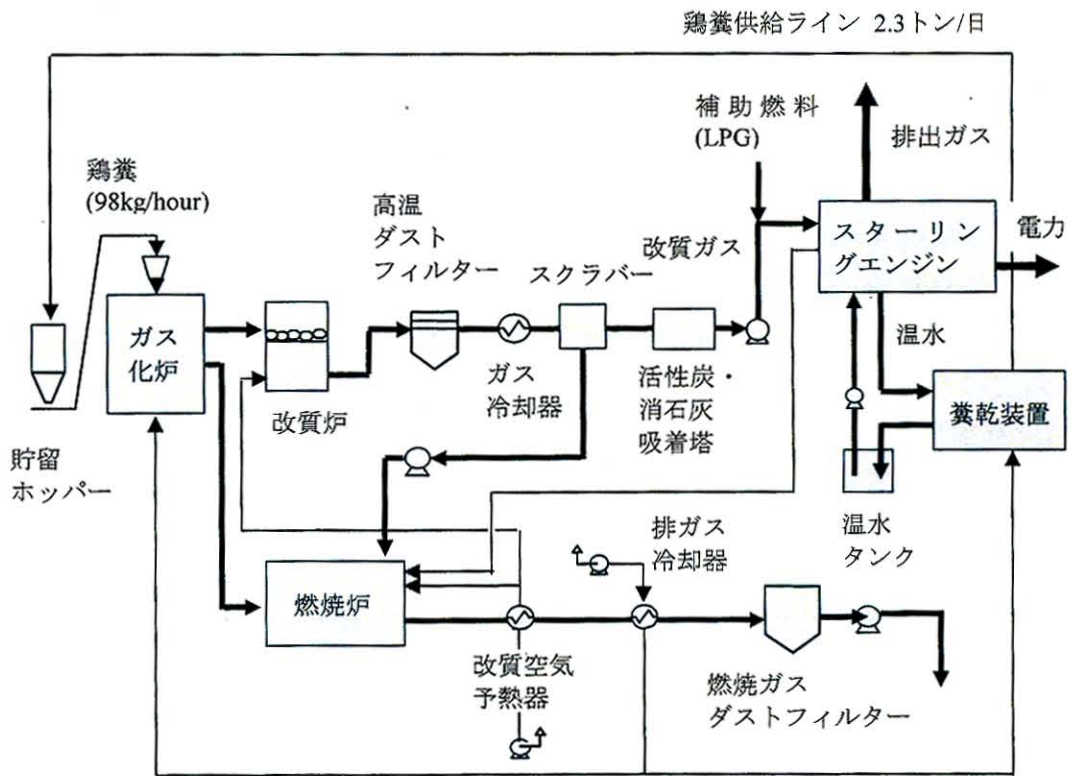 鶏糞供給ライン 2.3トン/日
補助燃料
(LPG)
排出ガス
鶏糞
(98kg/hour)
高温
ダスト
フィルター
スクラバー
改質ガス
スターリン
グエンジン
電力
ガス
化炉
改質炉
ガス
冷却器
活性炭・
消石灰
吸着塔
温水
糞乾装置
貯留
ホッパー
温水
タンク
排ガス
冷却器
燃焼炉
改質空気
予熱器
燃焼ガス
ダストフィルター